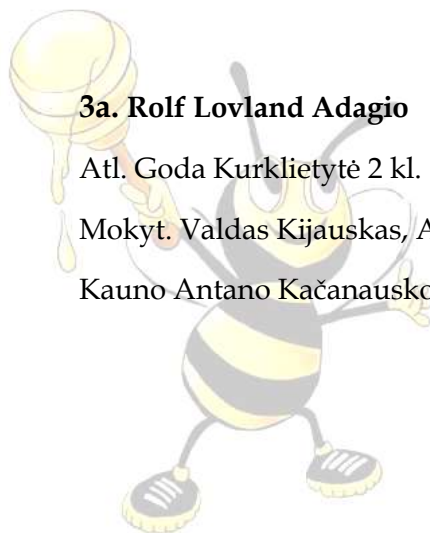 3a. Rolf Lovland Adagio
Atl. Goda Kurklietytė 2 kl.
Mokyt. Valdas Kijauskas, A
Kauno Antano Kačanausko